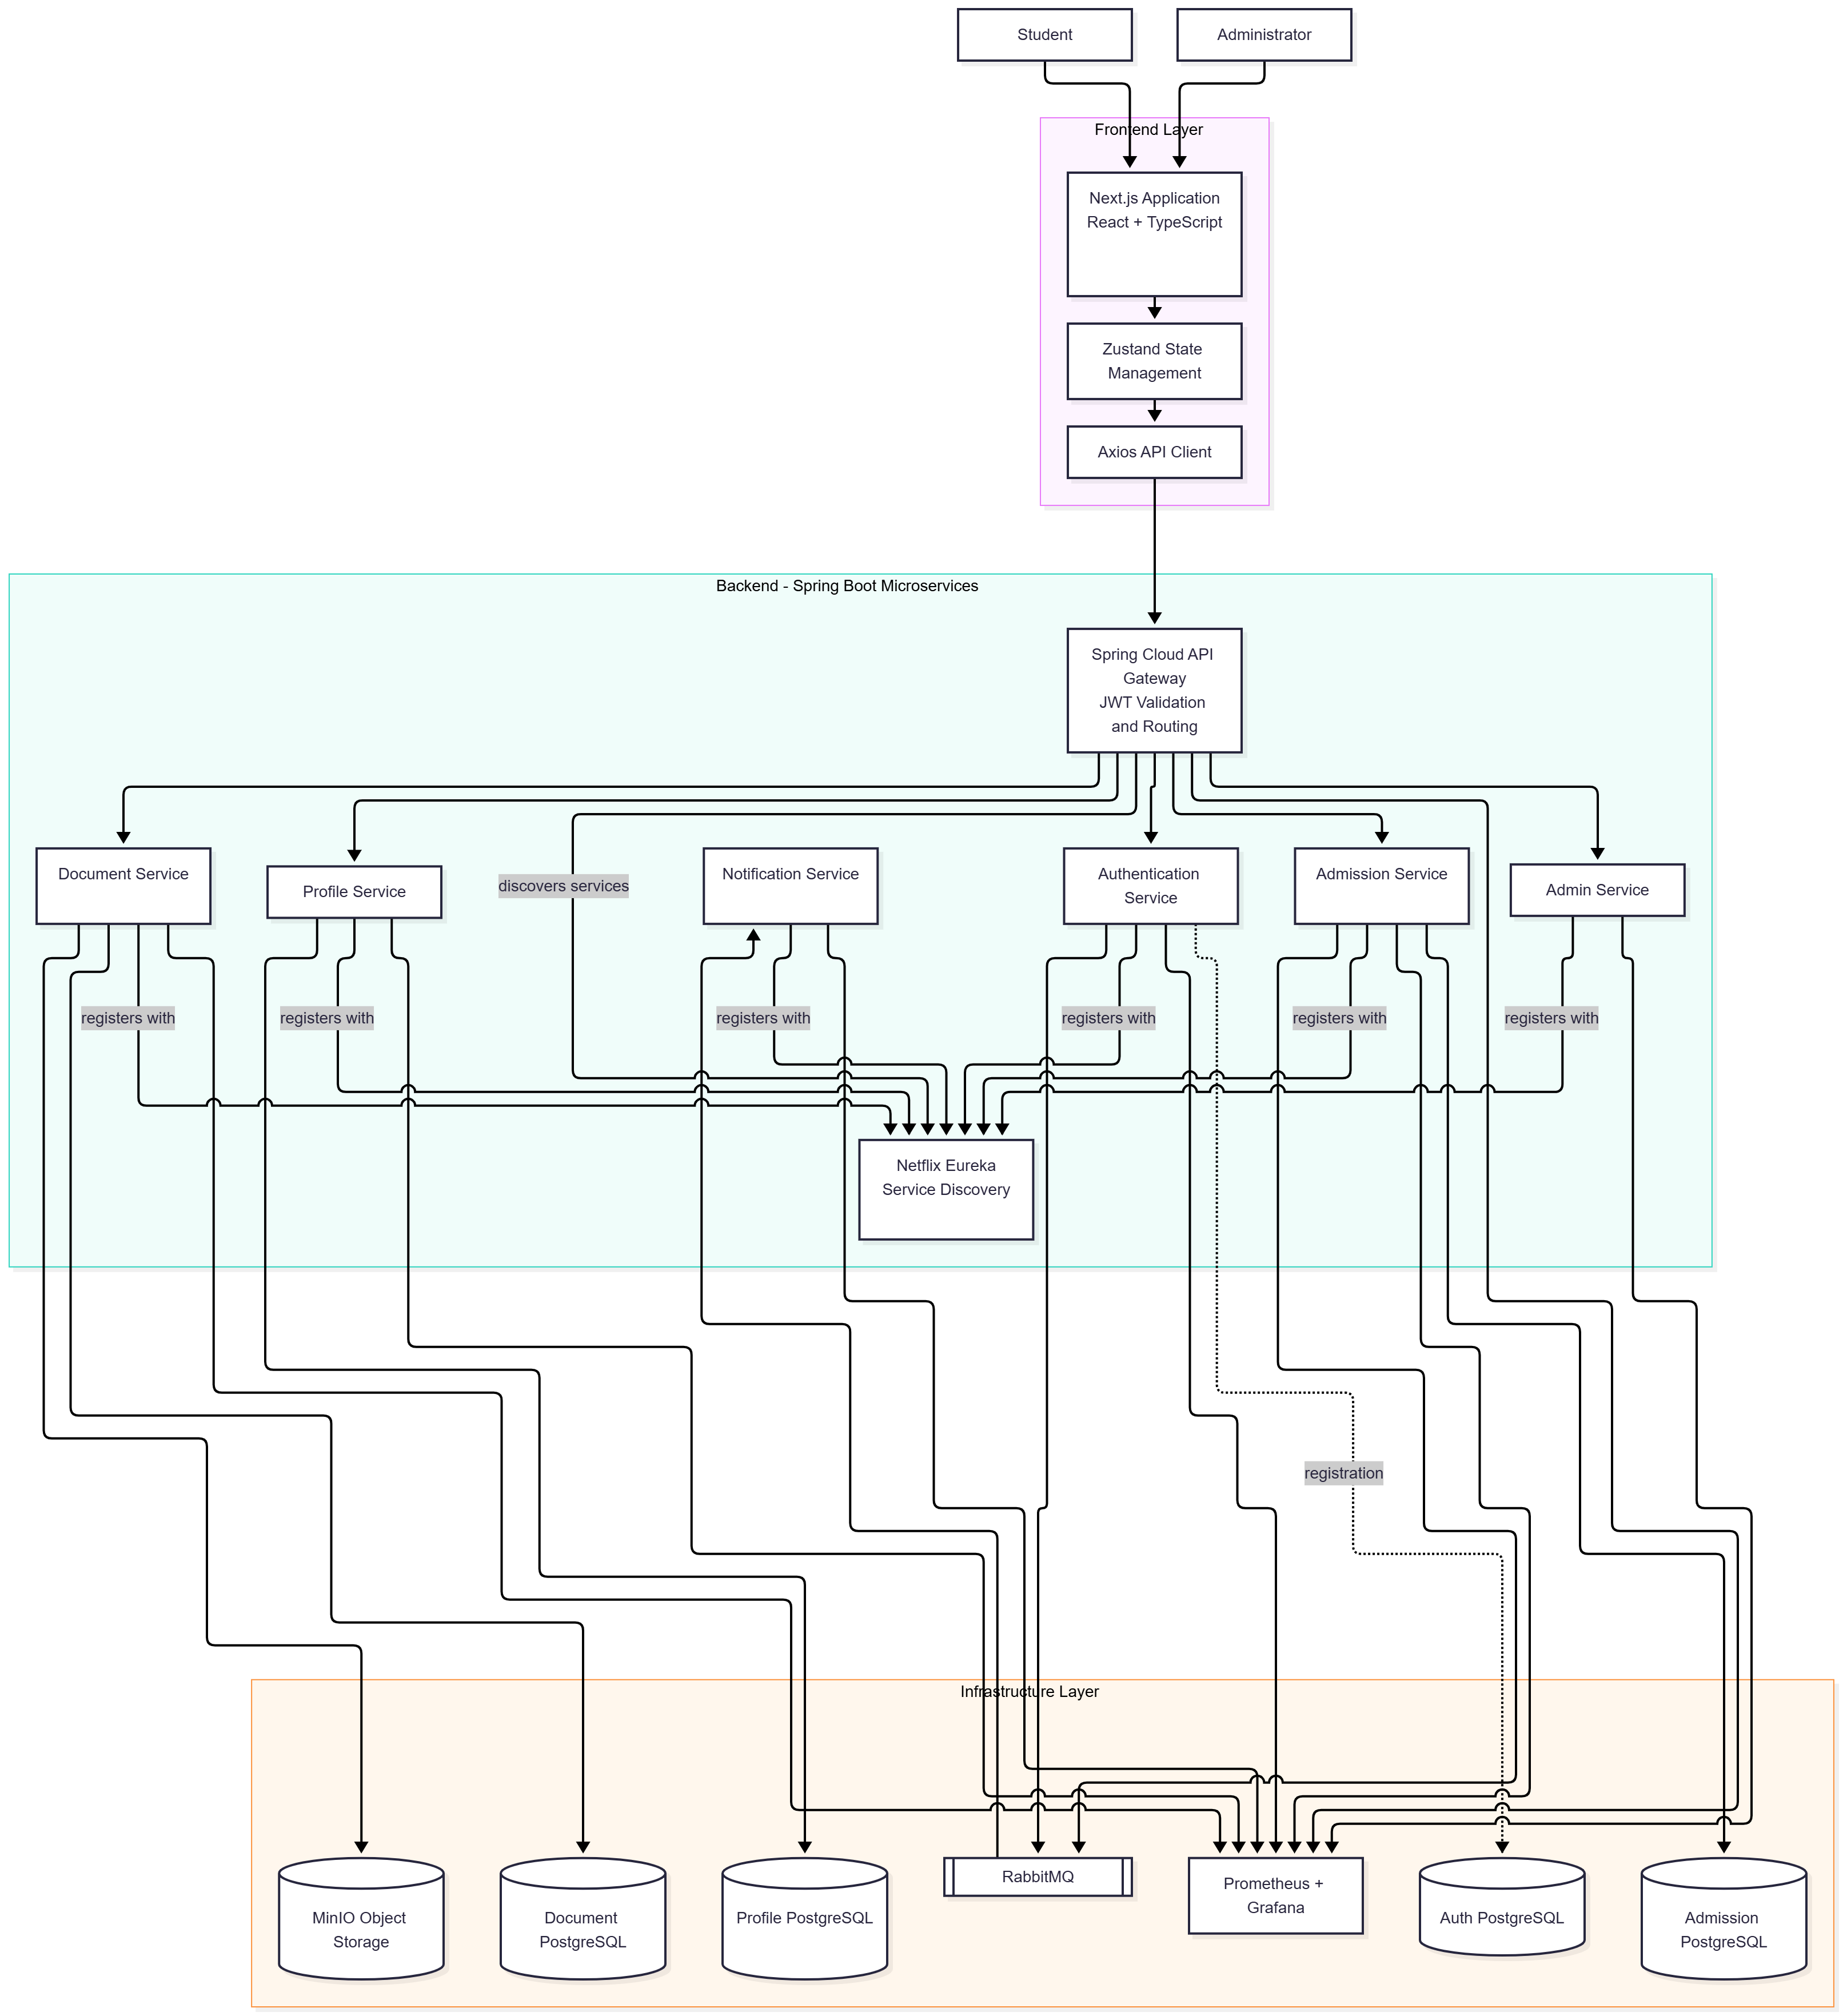 Student
Administrator
Frontend Layer
Next.js Application
React + TypeScript
Zustand State
Management
Axios API Client
Backend - Spring Boot Microservices
Spring Cloud API
Gateway
JWT Validation
and Routing
Document Service
Profile Service
discovers services
Notification Service
Authentication
Service
Admission Service
Admin Service
registers with
registers with
registers with
registers with
registers with
registers with
Netflix Eureka
Service Discovery
registration
Infrastructure Layer
MinIO Object
Storage
Document
PostgreSQL
Profile PostgreSQL
RabbitMQ
Prometheus +
Grafana
Auth PostgreSQL
Admission
PostgreSQL